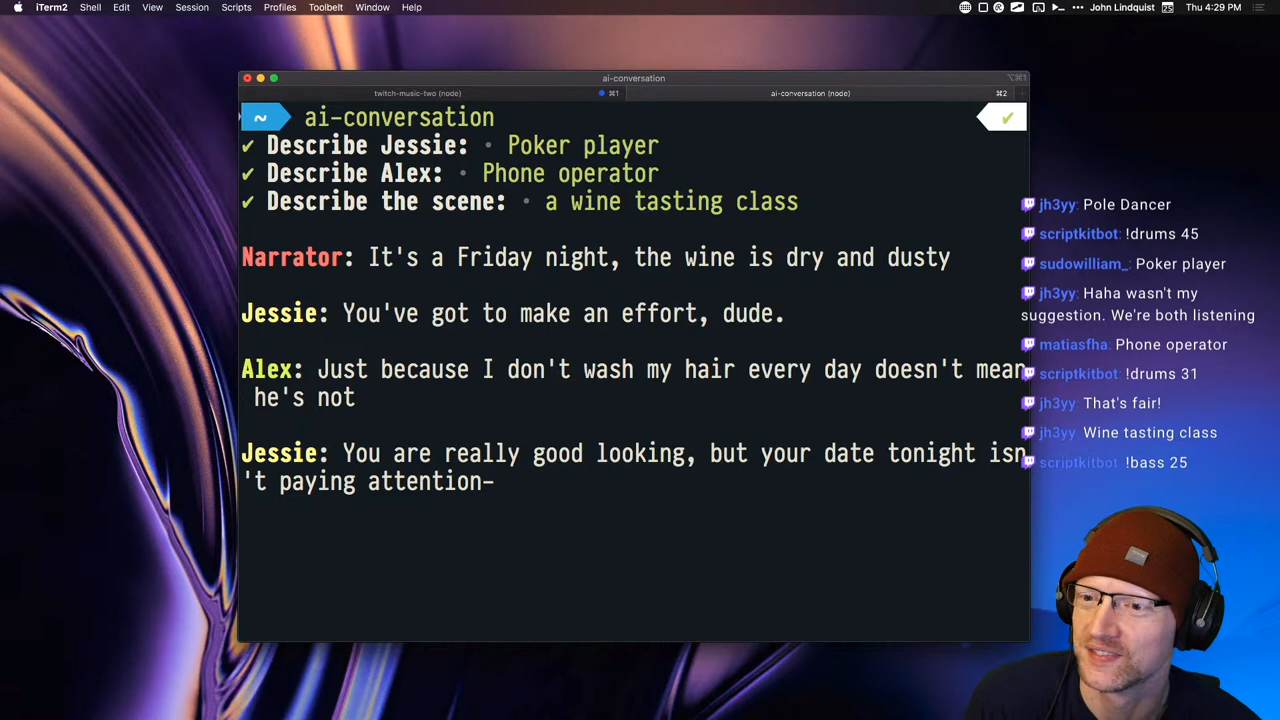 iTerm2 Shell Edit View Session Scripts Profiles Toolbelt Window Help
John Lindquist 25 Thu 4:29 PM
ai-conversation
⌥⌘1
twitch-music-two (node) ⌘1
ai-conversation (node) ⌘2
~ ai-conversation ✔
✔ Describe Jessie: · Poker player
✔ Describe Alex: · Phone operator
✔ Describe the scene: · a wine tasting class
Narrator: It's a Friday night, the wine is dry and dusty
Jessie: You've got to make an effort, dude.
Alex: Just because I don't wash my hair every day doesn't mean
he's not
Jessie: You are really good looking, but your date tonight isn
't paying attention-
jh3yy: Pole Dancer
scriptkitbot: !drums 45
sudowilliam_: Poker player
jh3yy: Haha wasn't my
suggestion. We're both listening
matiasfha: Phone operator
scriptkitbot: !drums 31
jh3yy: That's fair!
jh3yy: Wine tasting class
scriptkitbot: !bass 25